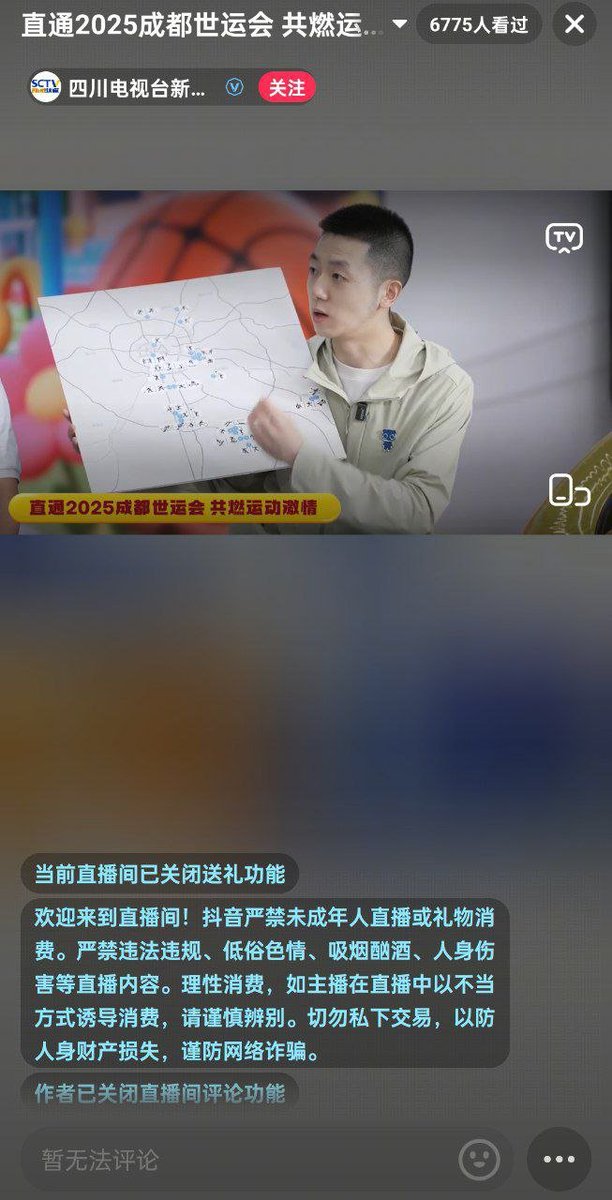 直通2025成都世运会 共燃运...
6775人看过
SCTV
四川电视台新...
关注
TV
直通2025成都世运会 共燃运动激情
当前直播间已关闭送礼功能
欢迎来到直播间！抖音严禁未成年人直播或礼物消
费。严禁违法违规、低俗色情、吸烟酗酒、人身伤
害等直播内容。理性消费，如主播在直播中以不当
方式诱导消费，请谨慎辨别。切勿私下交易，以防
人身财产损失，谨防网络诈骗。
作者已关闭直播间评论功能
暂无法评论